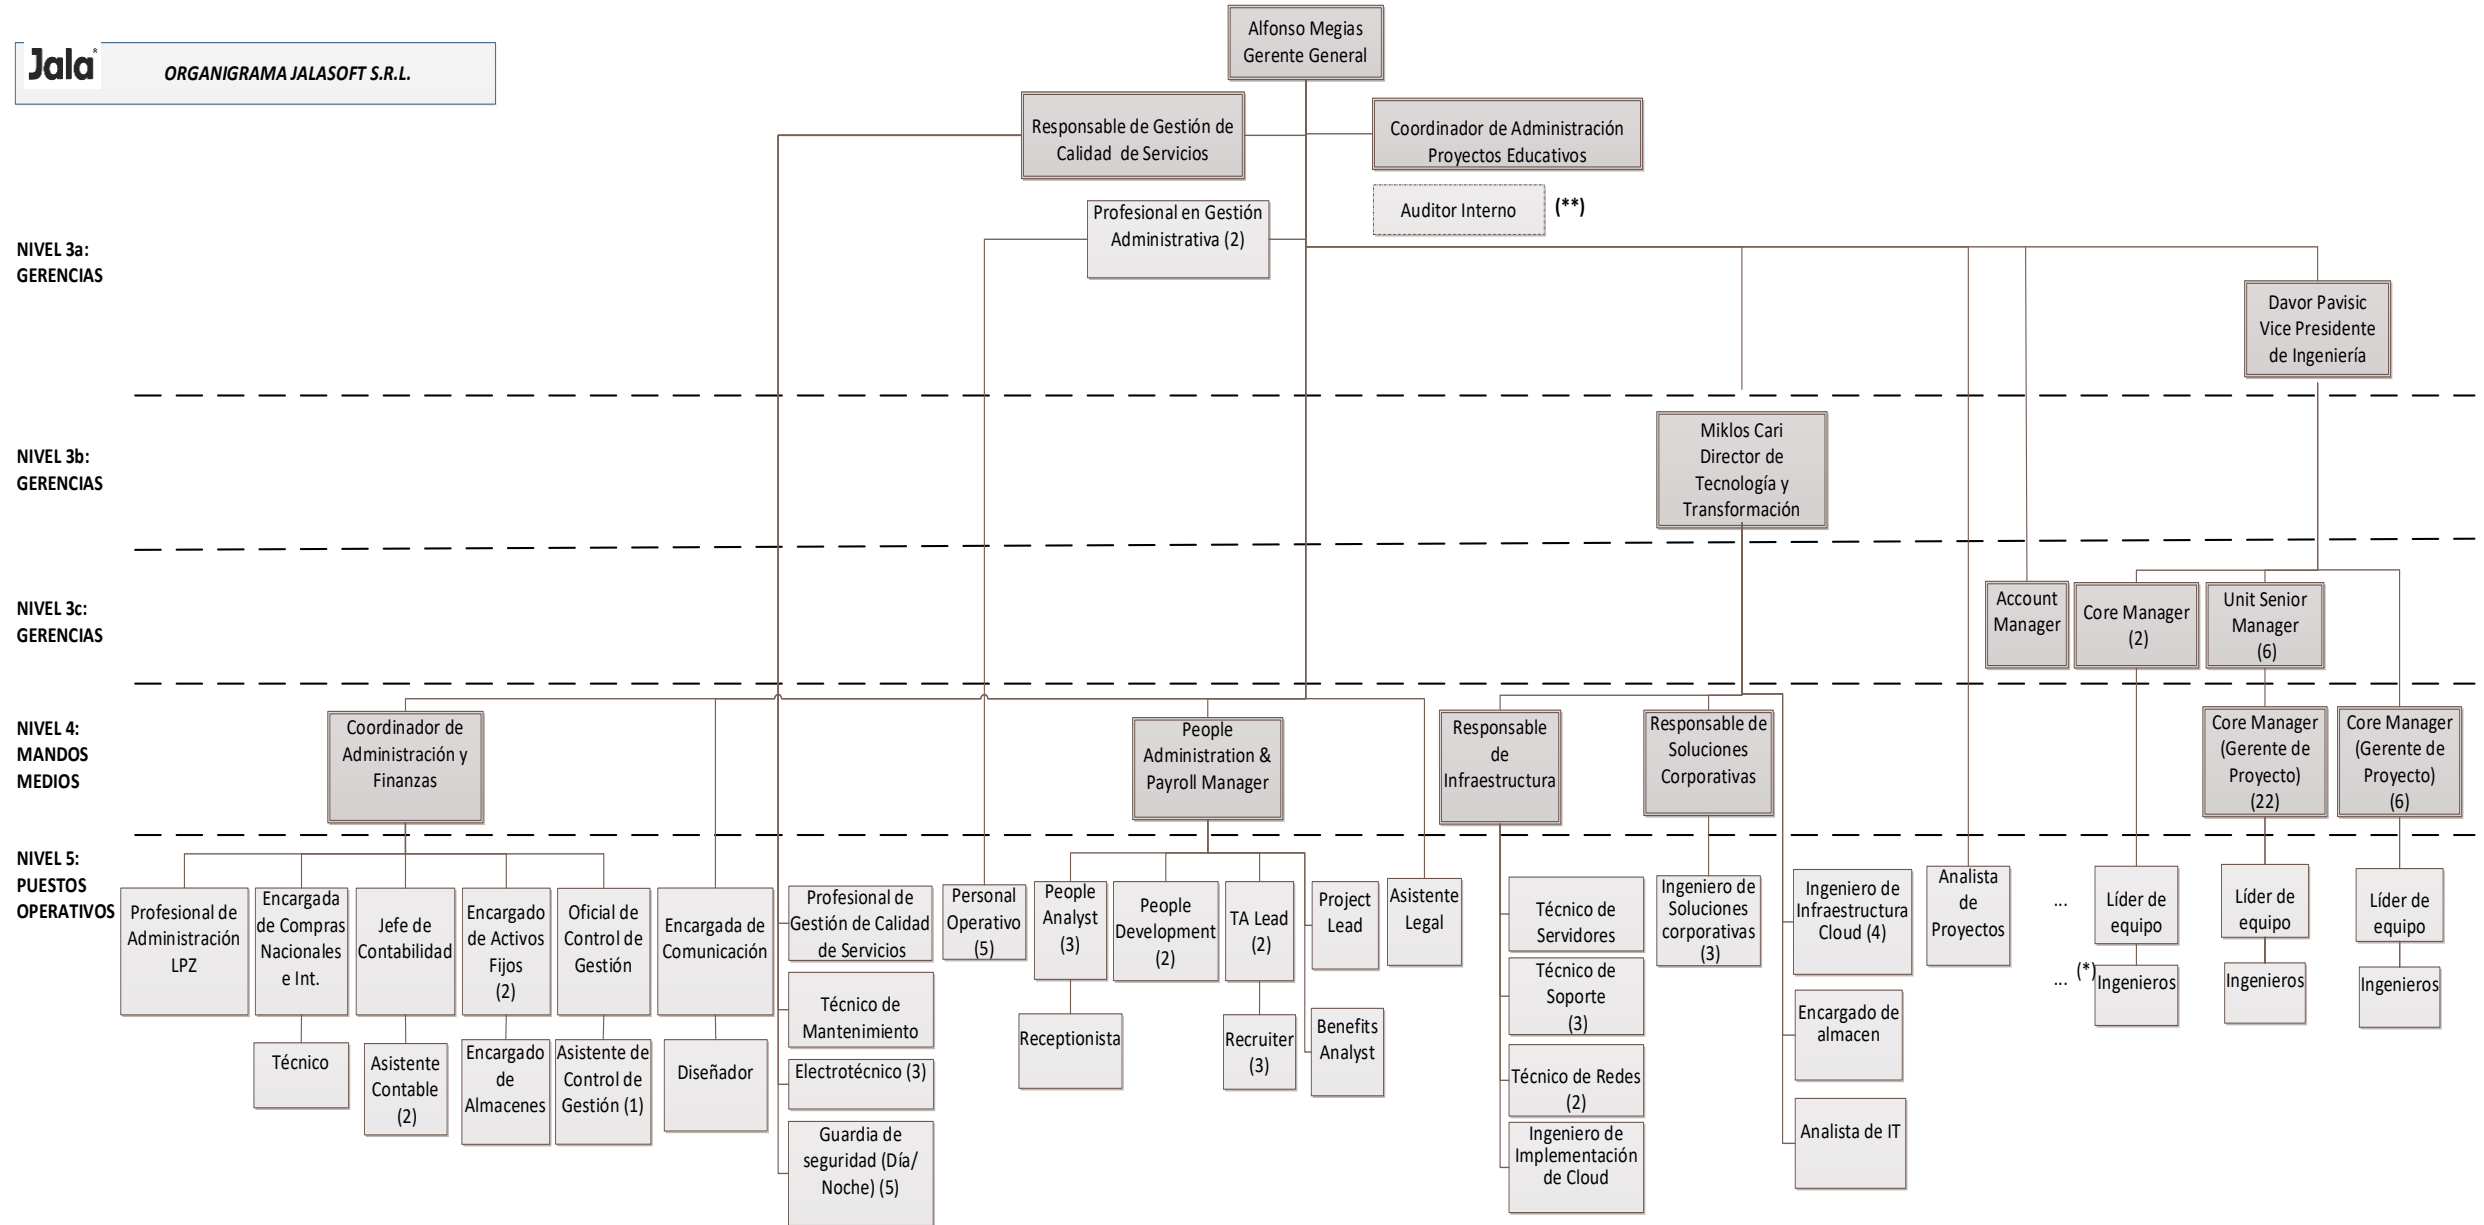 Jala®
ORGANIGRAMA JALASOFT S.R.L.
Alfonso Megias
Gerente General
Responsable de Gestión de
Calidad de Servicios
Coordinador de Administración
Proyectos Educativos
Auditor Interno
(**)
Profesional en Gestión
Administrativa (2)
NIVEL 3a:
GERENCIAS
Davor Pavisic
Vice Presidente
de Ingeniería
NIVEL 3b:
GERENCIAS
Miklos Cari
Director de
Tecnología y
Transformación
NIVEL 3c:
GERENCIAS
Account
Manager
Core Manager
(2)
Unit Senior
Manager
(6)
NIVEL 4:
MANDOS
MEDIOS
Coordinador de
Administración y
Finanzas
People
Administration &
Payroll Manager
Responsable
de
Infraestructura
Responsable de
Soluciones
Corporativas
Core Manager
(Gerente de
Proyecto)
(22)
Core Manager
(Gerente de
Proyecto)
(6)
NIVEL 5:
PUESTOS
OPERATIVOS
Profesional de
Administración
LPZ
Encargada
de Compras
Nacionales
e Int.
Jefe de
Contabilidad
Encargado
de Activos
Fijos
(2)
Oficial de
Control de
Gestión
Encargada de
Comunicación
Profesional de
Gestión de Calidad
de Servicios
Personal
Operativo
(5)
People
Analyst
(3)
People
Development
(2)
TA Lead
(2)
Project
Lead
Asistente
Legal
Técnico de
Servidores
Ingeniero de
Soluciones
corporativas
(3)
Ingeniero de
Infraestructura
Cloud (4)
Analista
de
Proyectos
...
Líder de
equipo
Líder de
equipo
Líder de
equipo
... (*)
Ingenieros
Ingenieros
Ingenieros
Técnico
Asistente
Contable
(2)
Encargado
de
Almacenes
Asistente de
Control de
Gestión (1)
Diseñador
Técnico de
Mantenimiento
Electrotécnico (3)
Guardia de
seguridad (Día/
Noche) (5)
Receptionista
Recruiter
(3)
Benefits
Analyst
Técnico de
Soporte
(3)
Técnico de Redes
(2)
Ingeniero de
Implementación
de Cloud
Encargado de
almacen
Analista de IT